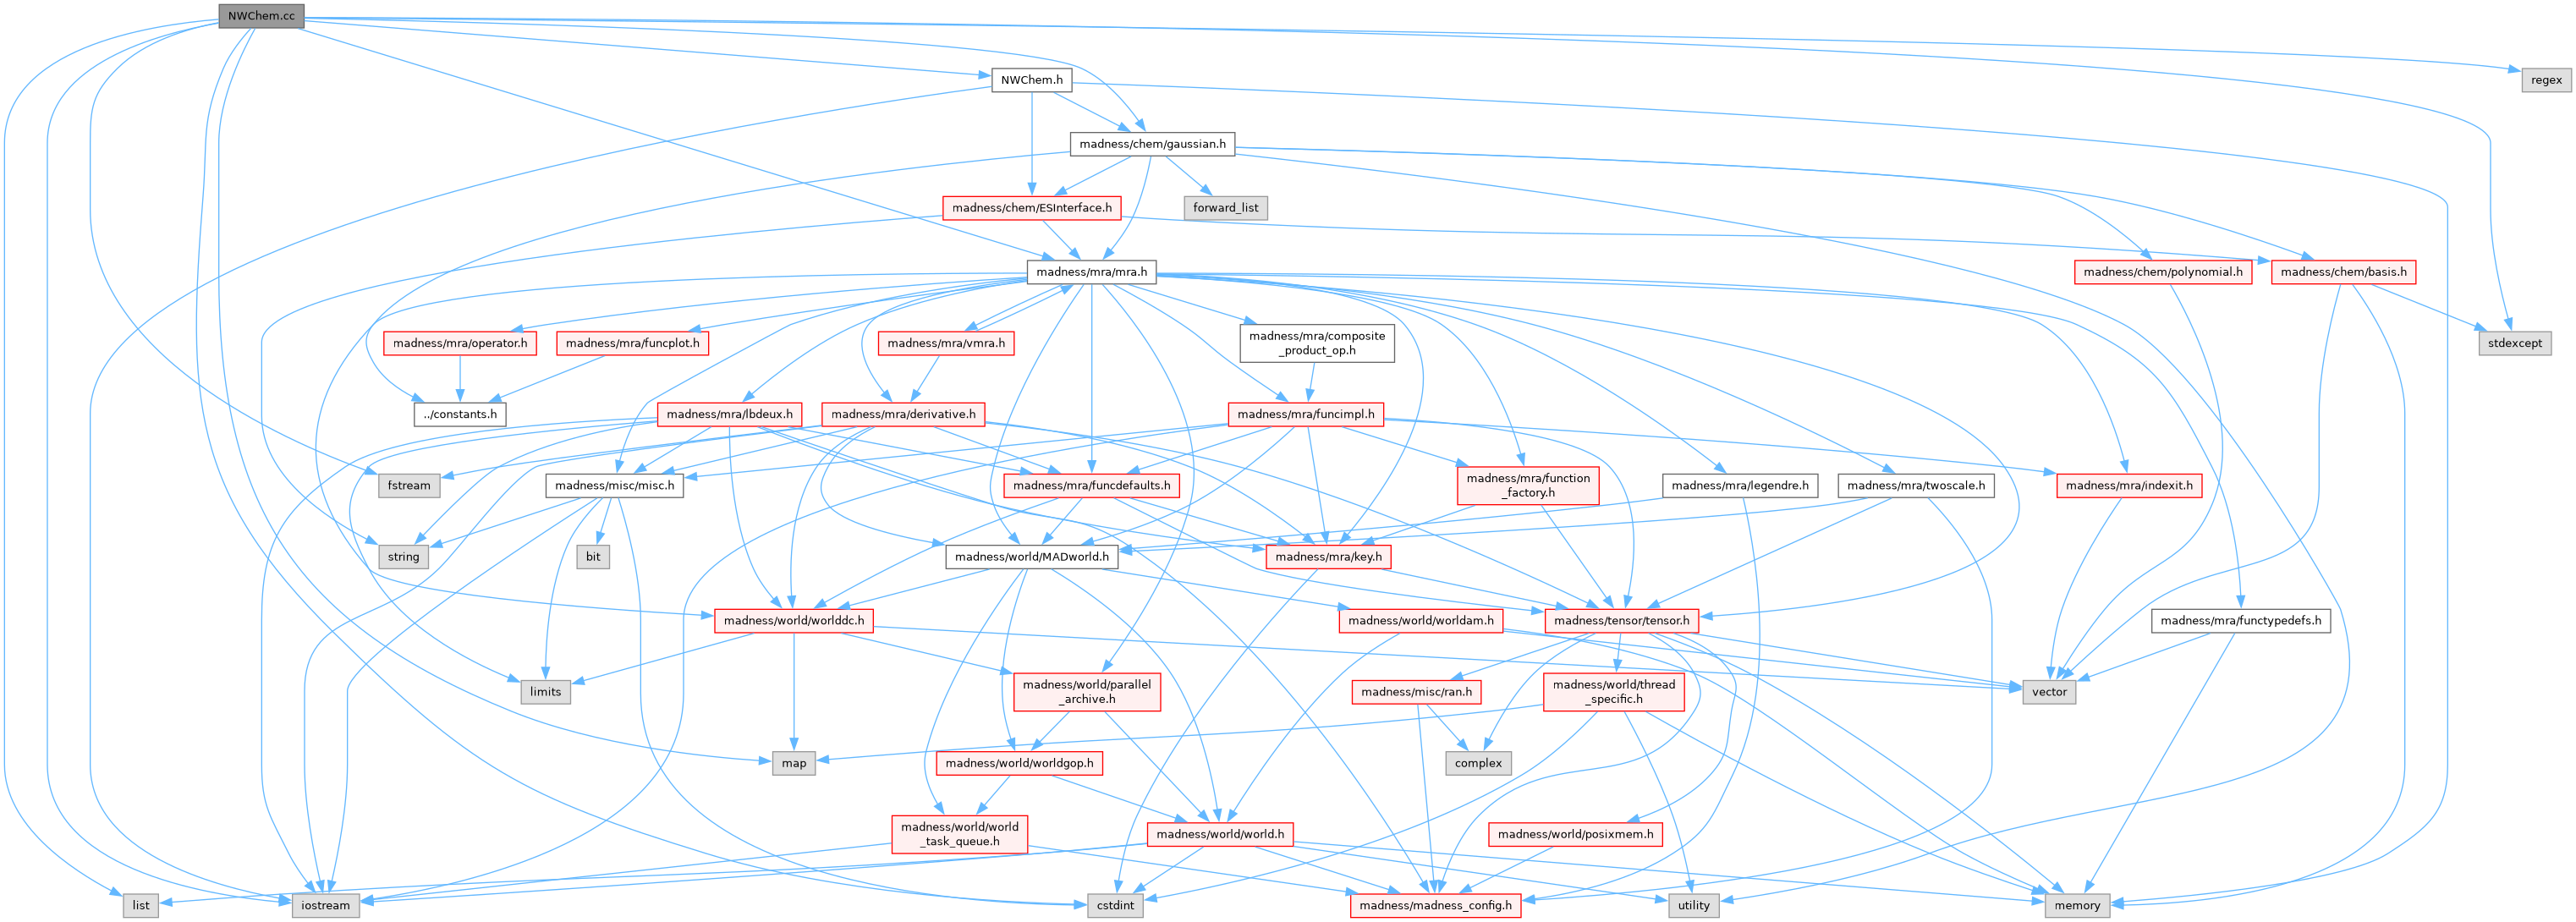 NWChem.cc
NWChem.h
regex
madness/chem/gaussian.h
madness/chem/ESInterface.h
forward_list
madness/mra/mra.h
madness/chem/polynomial.h
madness/chem/basis.h
madness/mra/operator.h
madness/mra/funcplot.h
madness/mra/vmra.h
madness/mra/composite
_product_op.h
stdexcept
../constants.h
madness/mra/lbdeux.h
madness/mra/derivative.h
madness/mra/funcimpl.h
fstream
madness/misc/misc.h
madness/mra/funcdefaults.h
madness/mra/function
_factory.h
madness/mra/legendre.h
madness/mra/twoscale.h
madness/mra/indexit.h
string
bit
madness/world/MADworld.h
madness/mra/key.h
madness/world/worlddc.h
madness/world/worldam.h
madness/tensor/tensor.h
madness/mra/functypedefs.h
limits
madness/world/parallel
_archive.h
madness/misc/ran.h
madness/world/thread
_specific.h
vector
map
madness/world/worldgop.h
complex
madness/world/world
_task_queue.h
madness/world/world.h
madness/world/posixmem.h
list
iostream
cstdint
madness/madness_config.h
utility
memory